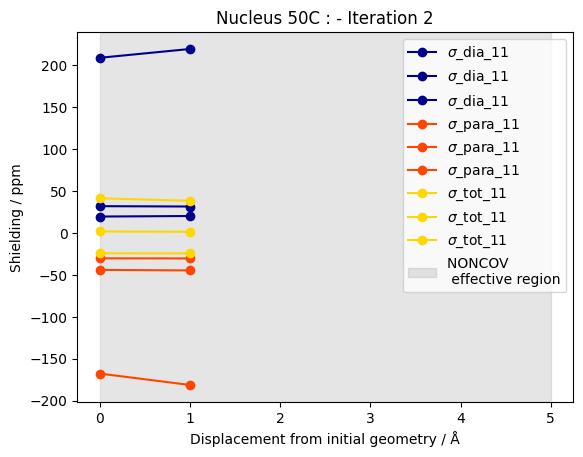 Nucleus 50C : - Iteration 2
Shielding / ppm
200
150
100
50
0
−50
−100
−150
−200
σ_dia_11
σ_dia_11
σ_dia_11
σ_para_11
σ_para_11
σ_para_11
σ_tot_11
σ_tot_11
σ_tot_11
NONCOV
effective region
0 1 2 3 4 5
Displacement from initial geometry / Å